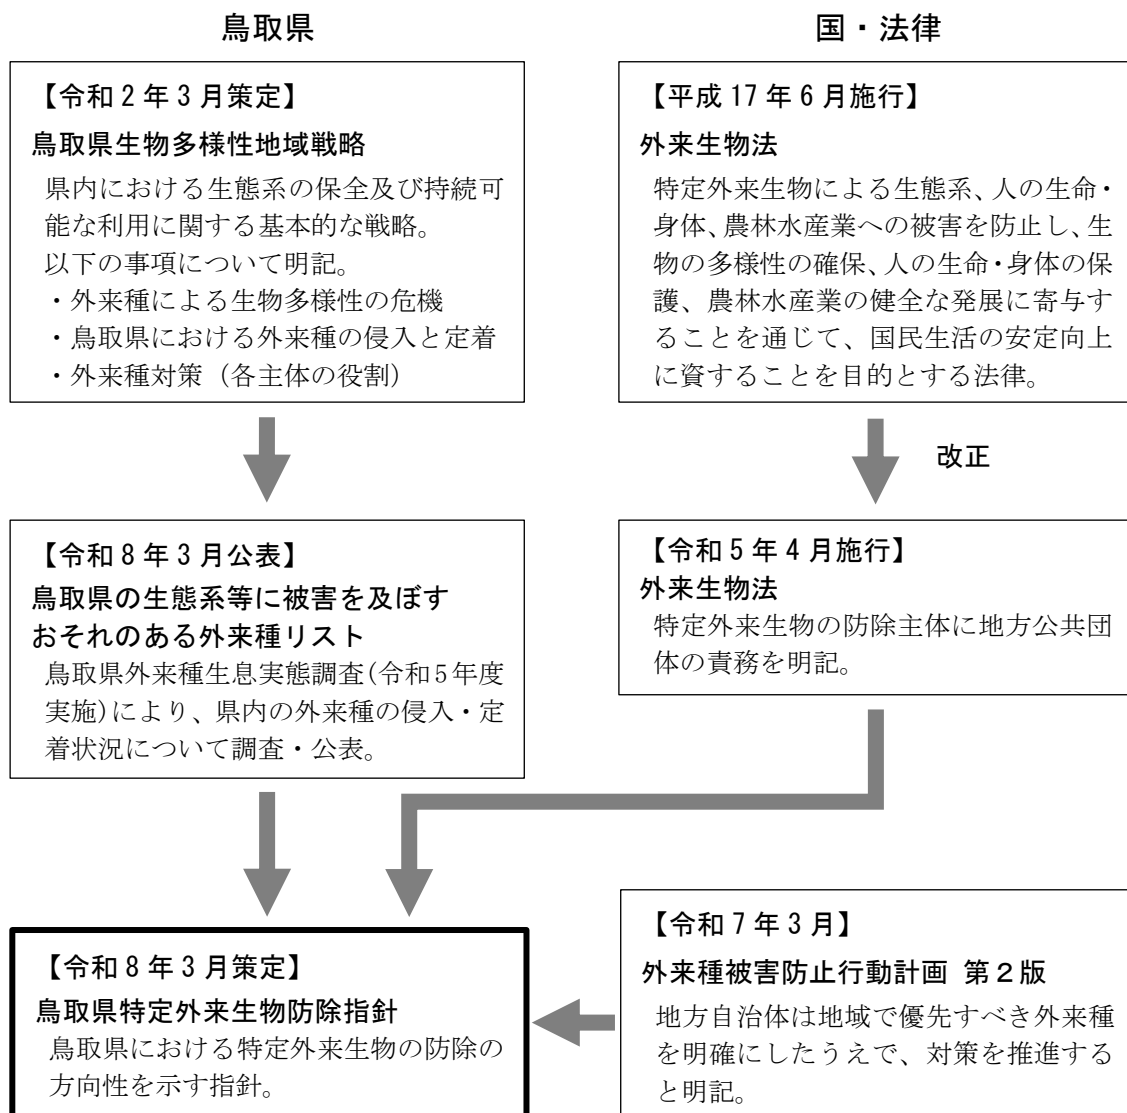 鳥取県
【令和2年3月策定】
鳥取県生物多様性地域戦略
県内における生態系の保全及び持続可
能な利用に関する基本的な戦略。
以下の事項について明記。
・外来種による生物多様性の危機
・鳥取県における外来種の侵入と定着
・外来種対策（各主体の役割）
【令和8年3月公表】
鳥取県の生態系等に被害を及ぼす
おそれのある外来種リスト
鳥取県外来種生息実態調査(令和5年度
実施)により、県内の外来種の侵入・定
着状況について調査・公表。
【令和8年3月策定】
鳥取県特定外来生物防除指針
鳥取県における特定外来生物の防除の
方向性を示す指針。
国・法律
【平成17年6月施行】
外来生物法
特定外来生物による生態系、人の生命・
身体、農林水産業への被害を防止し、生
物の多様性の確保、人の生命・身体の保
護、農林水産業の健全な発展に寄与す
ることを通じて、国民生活の安定向上
に資することを目的とする法律。
改正
【令和5年4月施行】
外来生物法
特定外来生物の防除主体に地方公共団
体の責務を明記。
【令和7年3月】
外来種被害防止行動計画 第２版
地方自治体は地域で優先すべき外来種
を明確にしたうえで、対策を推進する
と明記。